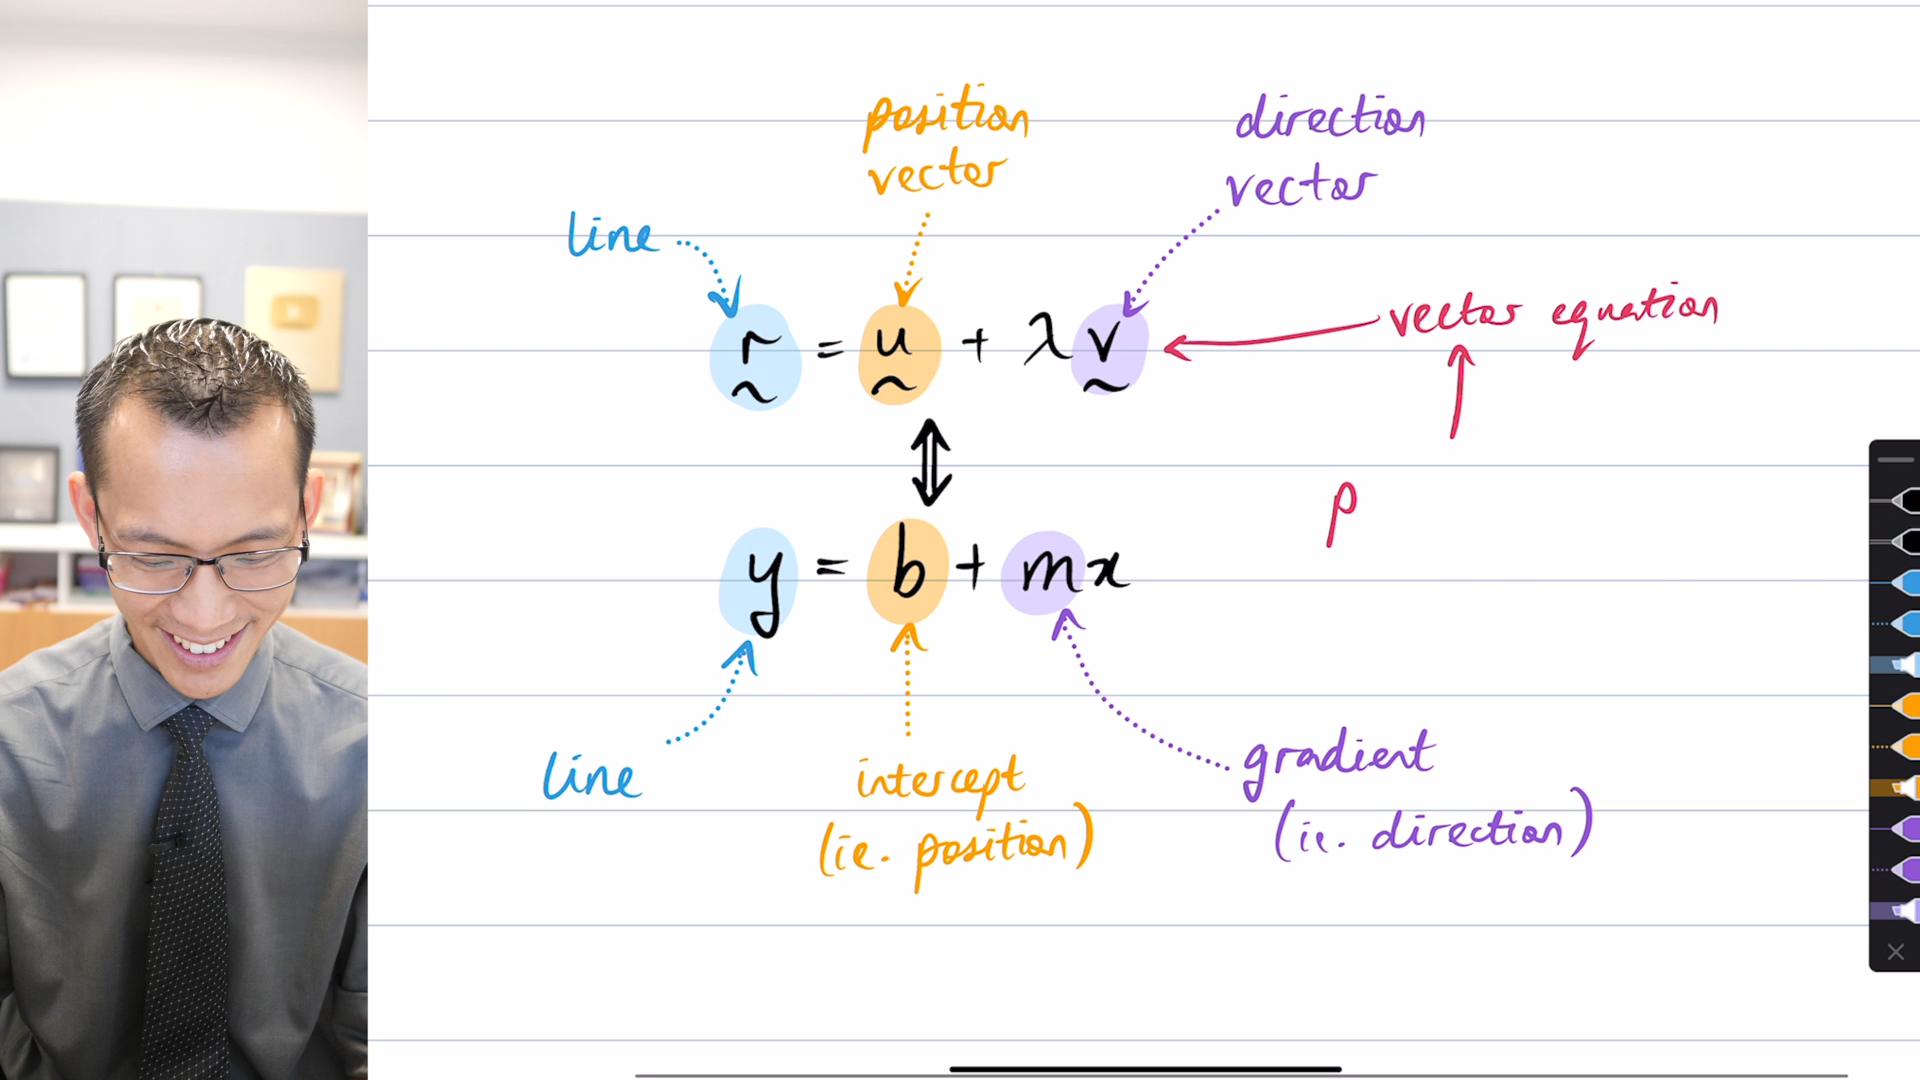 position
vector
direction
vector
line
r = u + λv
~ ~ ~
vector equation
p
y = b + mx
line
intercept
(ie. position)
gradient
(ie. direction)